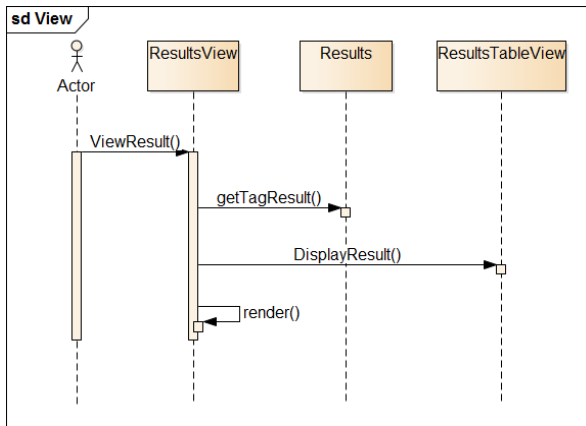 sd View
Actor
ResultsView
Results
ResultsTableView
ViewResult()
getTagResult()
DisplayResult()
render()